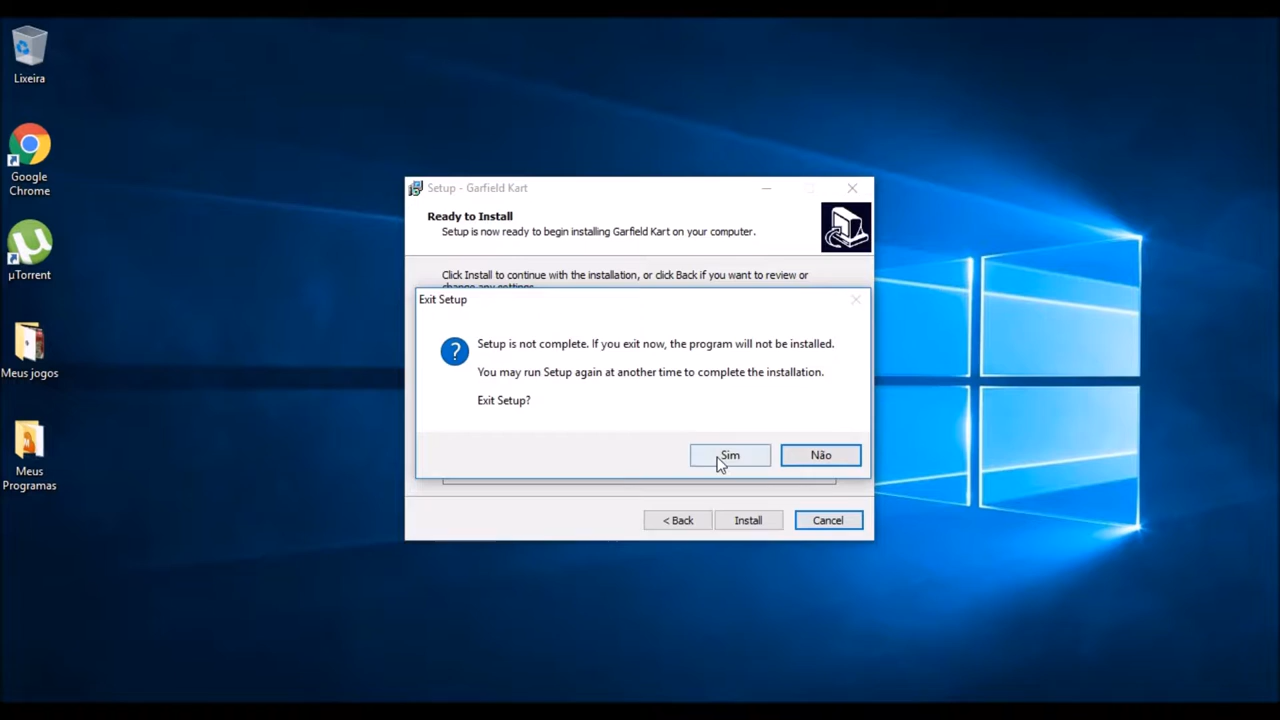 Lixeira
Google
Chrome
µTorrent
Meus jogos
Meus
Programas
Setup - Garfield Kart
Ready to Install
Setup is now ready to begin installing Garfield Kart on your computer.
Click Install to continue with the installation, or click Back if you want to review or
change any settings.
Exit Setup
Setup is not complete. If you exit now, the program will not be installed.
You may run Setup again at another time to complete the installation.
Exit Setup?
Sim
Não
< Back
Install
Cancel